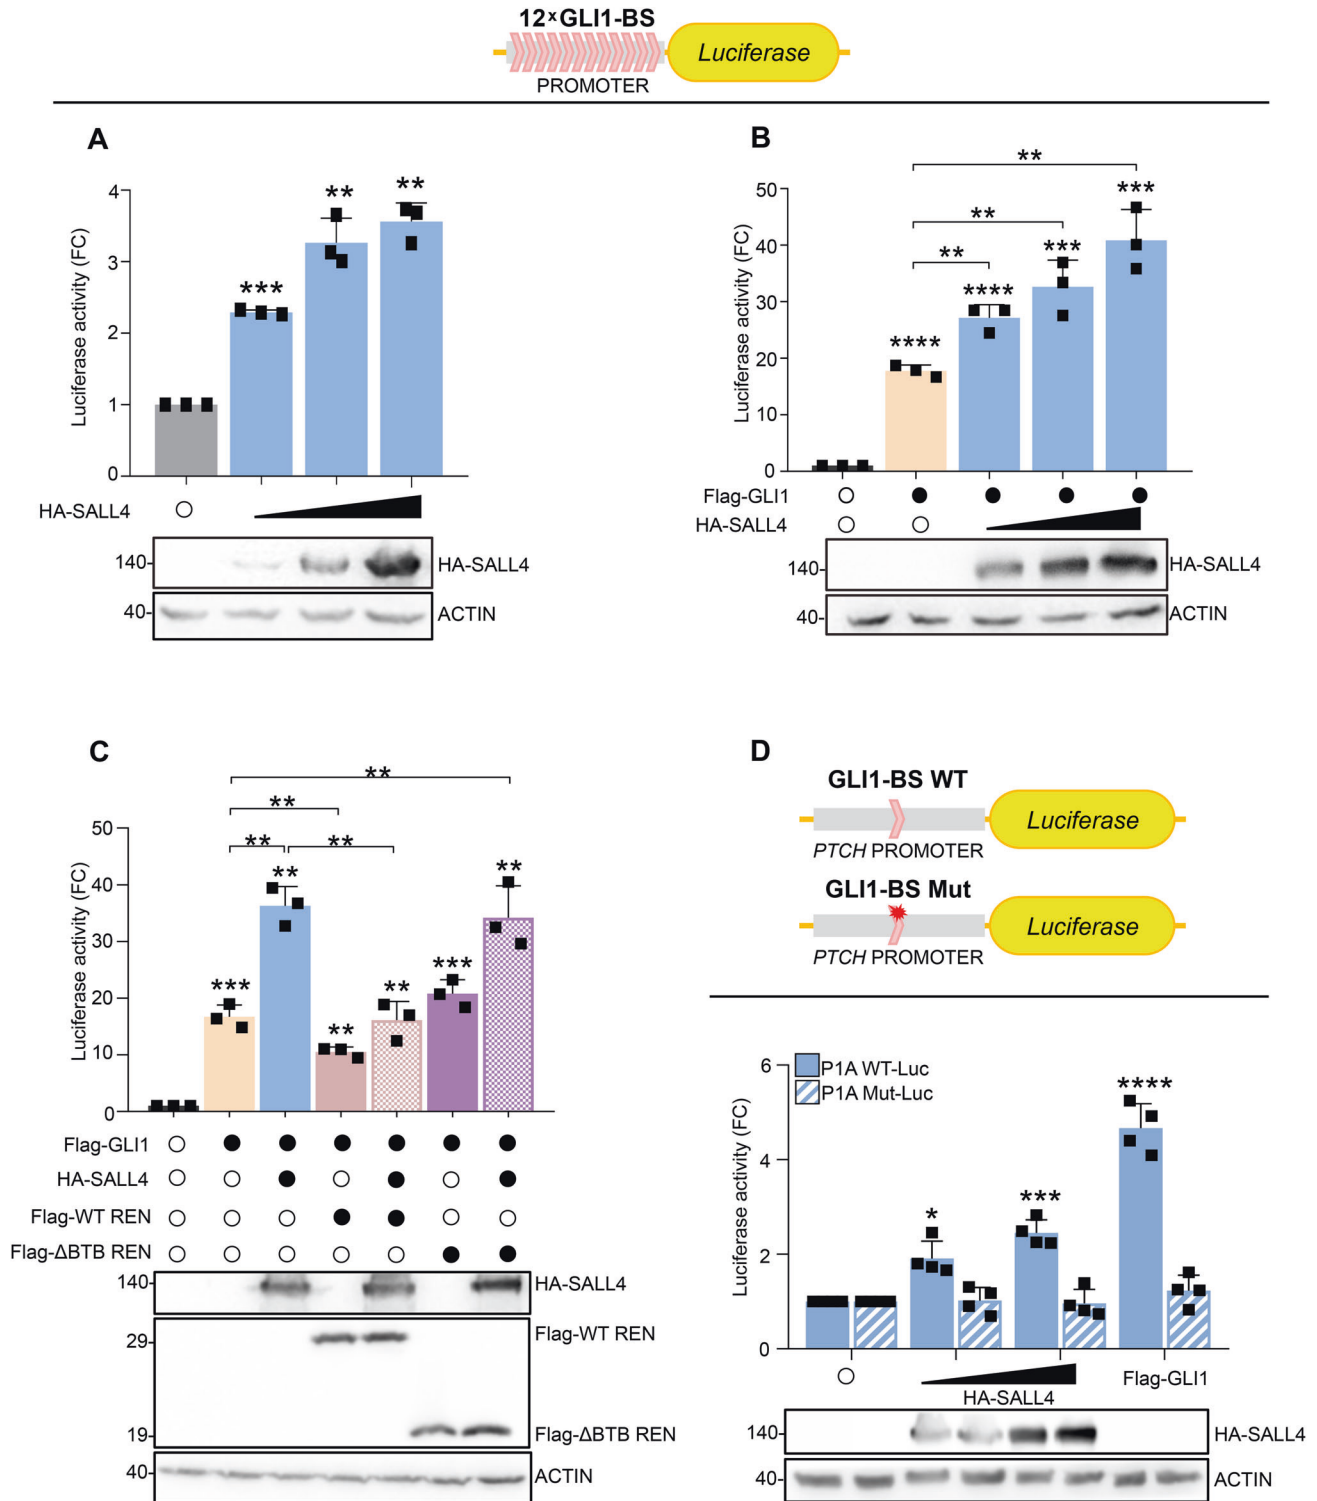 12ˣGLI1-BS
Luciferase
PROMOTER
A
Luciferase activity (FC)
4
3
2
1
0
***
**
**
HA-SALL4
140-
HA-SALL4
40-
ACTIN
B
Luciferase activity (FC)
50
40
30
20
10
0
**
**
**
****
****
***
***
Flag-GLI1
HA-SALL4
140-
HA-SALL4
40-
ACTIN
C
Luciferase activity (FC)
50
40
30
20
10
0
**
**
**
**
***
**
**
**
***
**
Flag-GLI1
HA-SALL4
Flag-WT REN
Flag-ΔBTB REN
140-
HA-SALL4
29-
Flag-WT REN
19-
Flag-ΔBTB REN
40-
ACTIN
D
GLI1-BS WT
Luciferase
PTCH PROMOTER
GLI1-BS Mut
Luciferase
PTCH PROMOTER
Luciferase activity (FC)
6
4
2
0
P1A WT-Luc
P1A Mut-Luc
*
***
****
HA-SALL4
Flag-GLI1
140-
HA-SALL4
40-
ACTIN